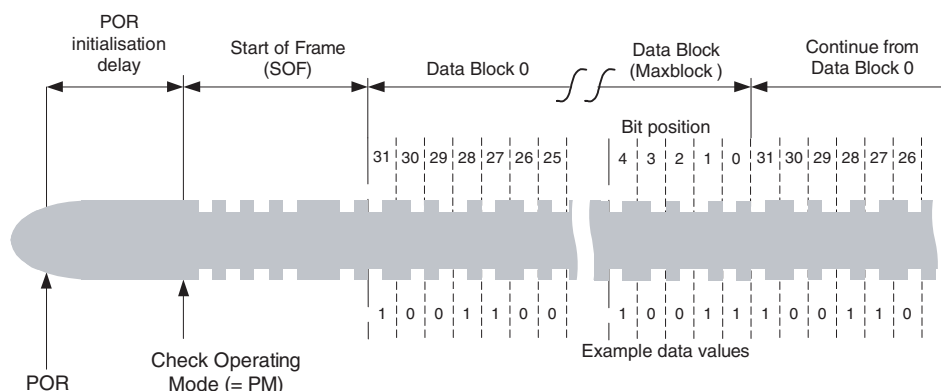 POR
initialisation
delay
Start of Frame
(SOF)
Data Block 0
Data Block
(Maxblock )
Continue from
Data Block 0
Bit position
31 30 29 28 27 26 25 4 3 2 1 0 31 30 29 28 27 26
1 0 0 1 1 0 0 1 0 0 1 1 1 0 0 1 1 0
Example data values
POR
Check Operating
Mode (= PM)